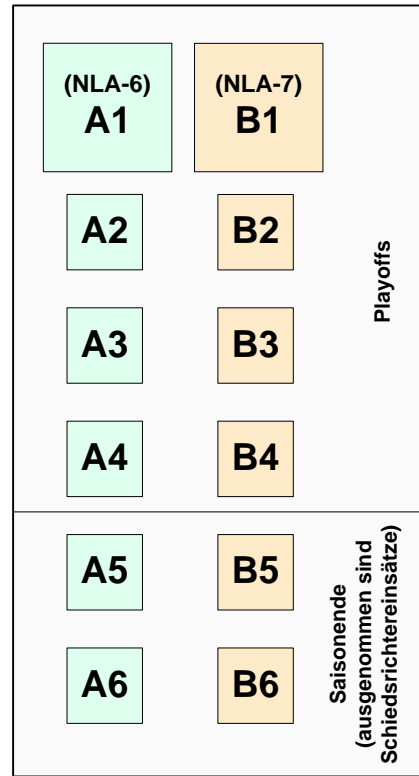 (NLA-6)
A1
(NLA-7)
B1
A2
B2
A3
B3
A4
B4
Playoffs
A5
B5
A6
B6
Saisonende
(ausgenommen sind
Schiedsrichtereinsätze)